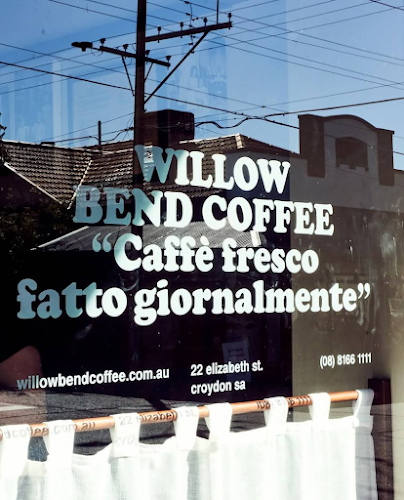 WILLOW
BEND COFFEE
“Caffè fresco
fatto giornalmente”
willowbendcoffee.com.au
22 elizabeth st.
croydon sa
(08) 8166 1111